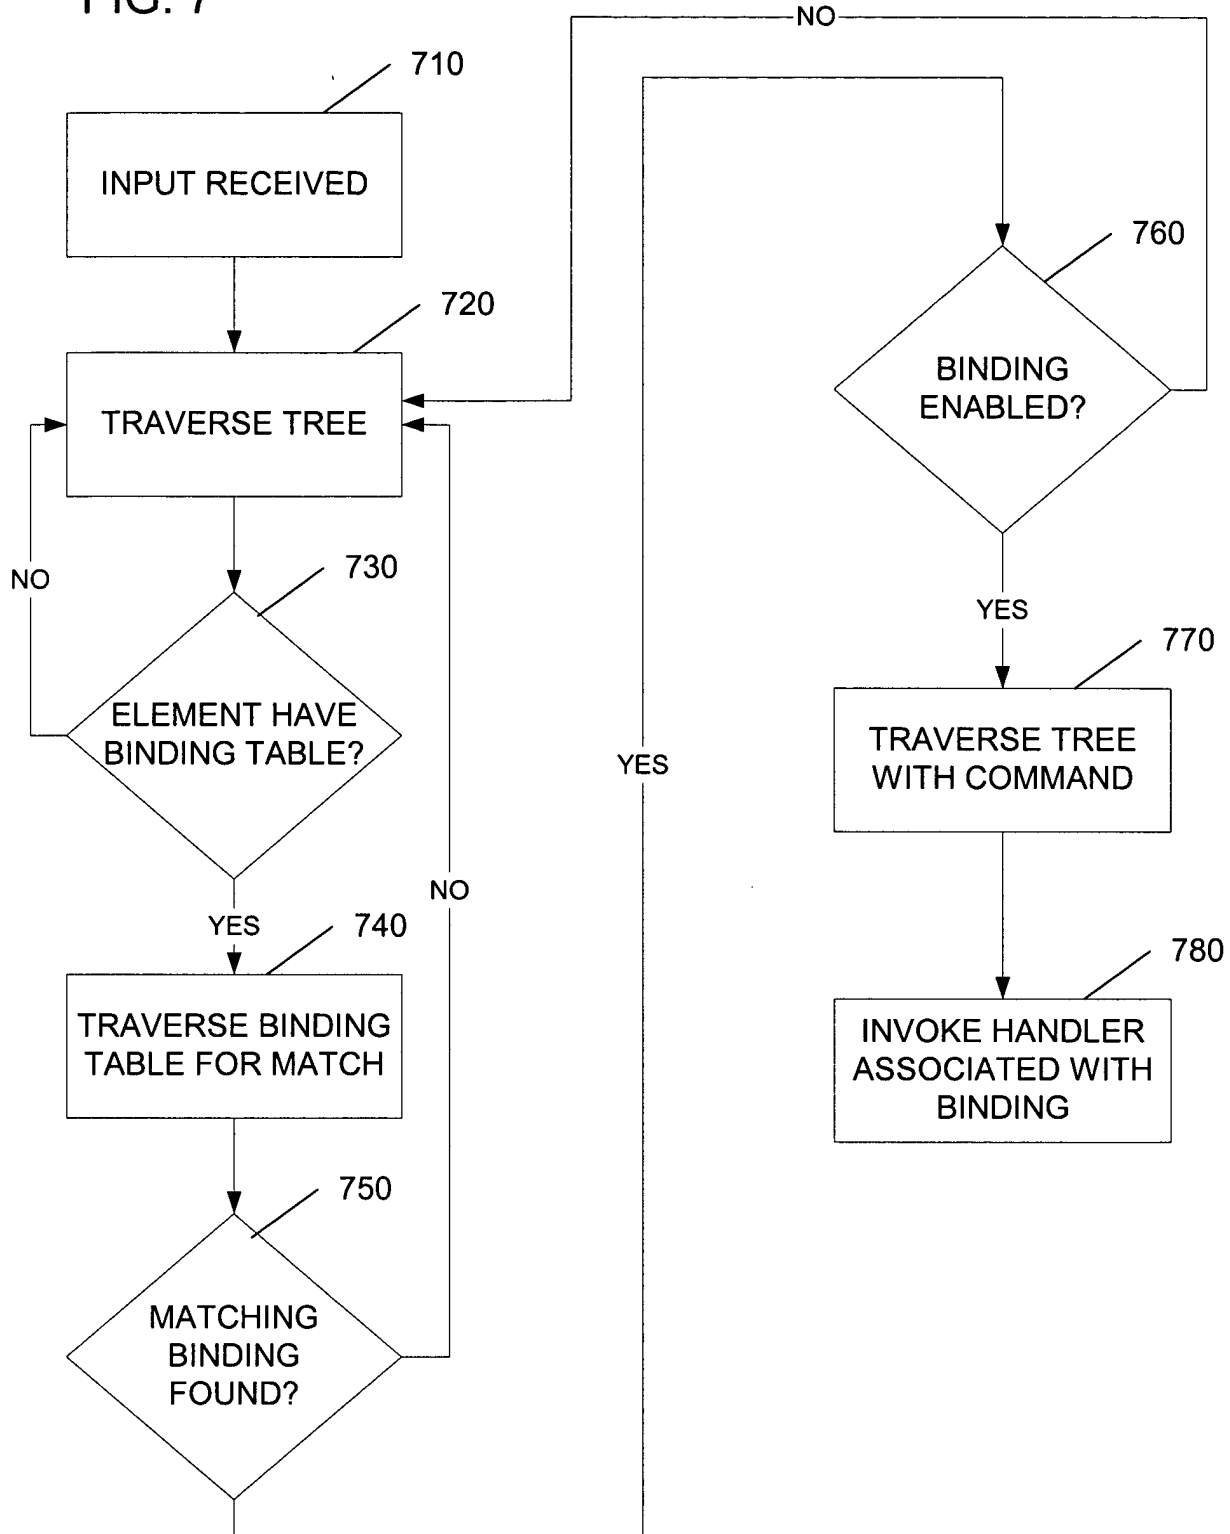 FIG. 7
NO
710
INPUT RECEIVED
720
TRAVERSE TREE
NO
730
ELEMENT HAVE
BINDING TABLE?
YES
740
TRAVERSE BINDING
TABLE FOR MATCH
NO
750
MATCHING
BINDING
FOUND?
YES
760
BINDING
ENABLED?
YES
770
TRAVERSE TREE
WITH COMMAND
780
INVOKE HANDLER
ASSOCIATED WITH
BINDING